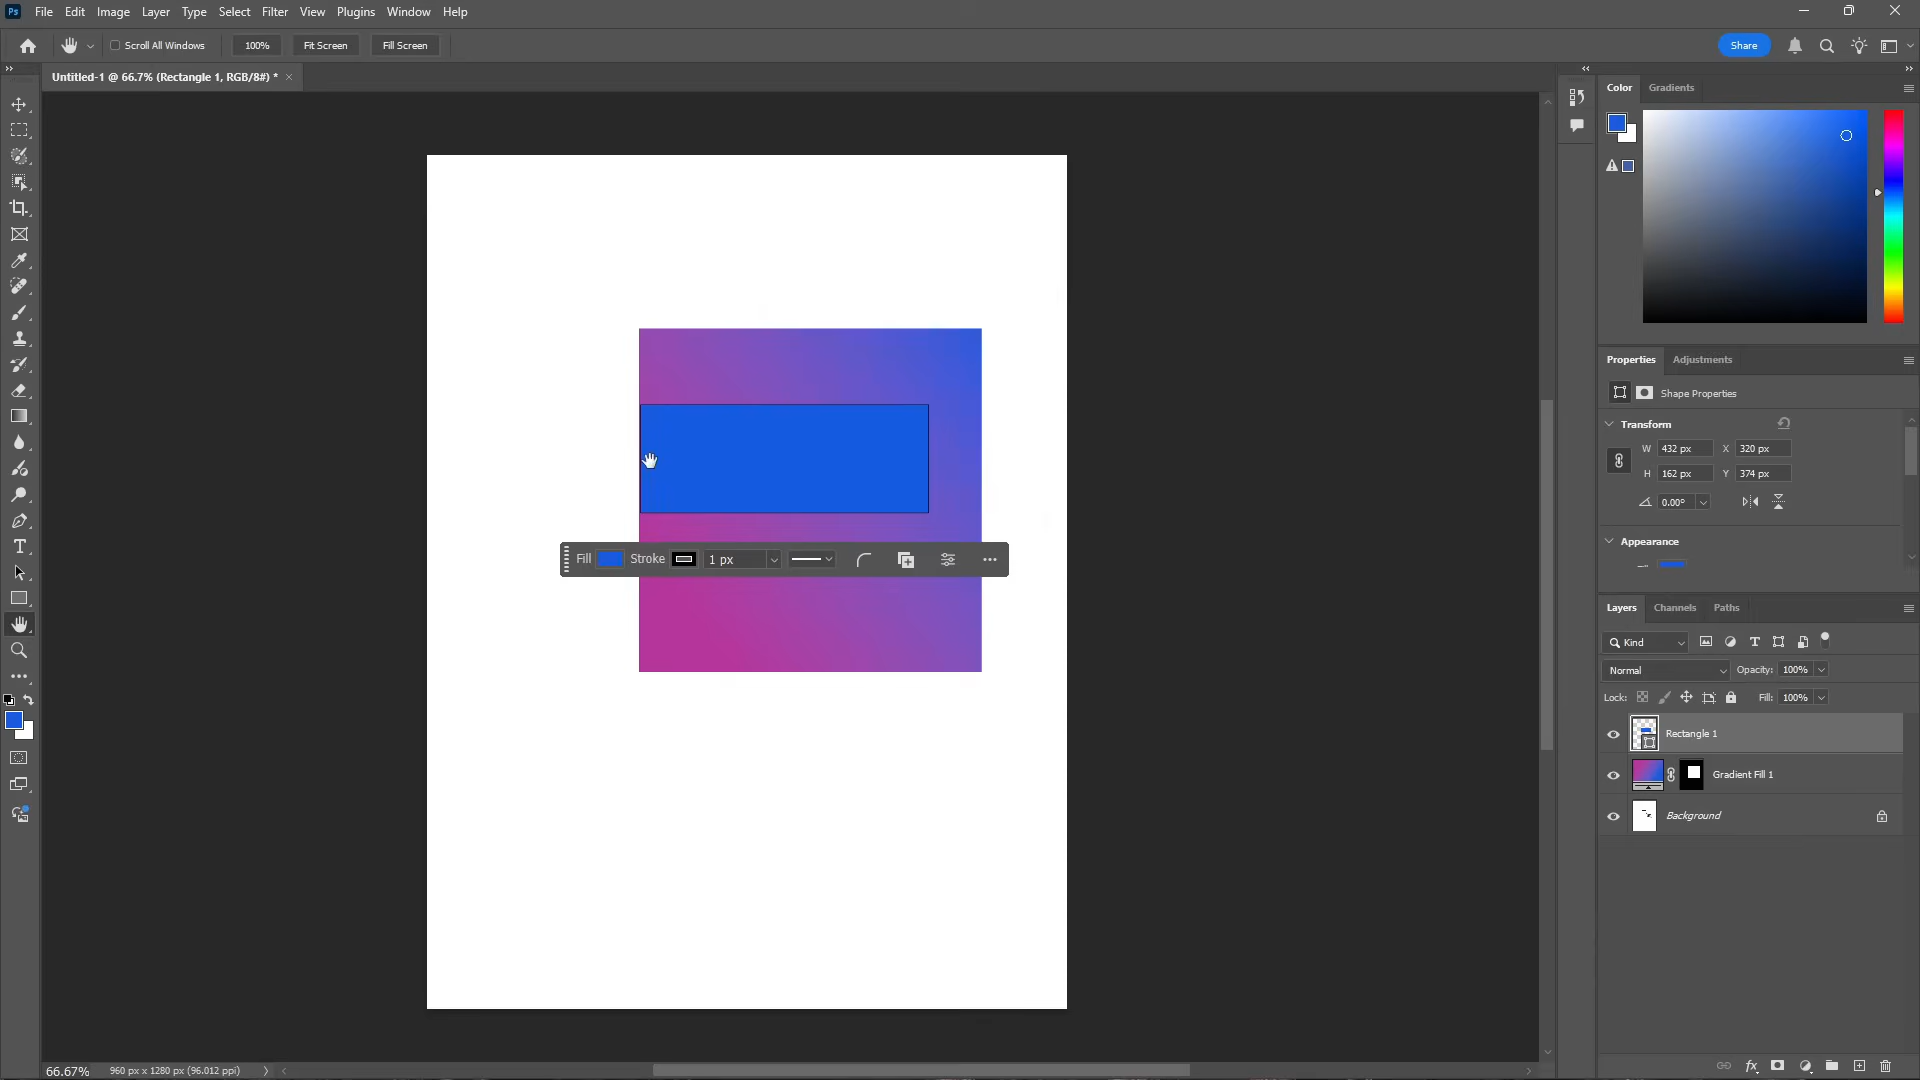 Ps File Edit Image Layer Type Select Filter View Plugins Window Help
Scroll All Windows 100% Fit Screen Fill Screen Share
Untitled-1 @ 66.7% (Rectangle 1, RGB/8#) * ×
Color Gradients
Properties Adjustments
Shape Properties
Transform
W 432 px X 320 px
H 162 px Y 374 px
0.00°
Appearance
Fill Stroke 1 px
Layers Channels Paths
Kind
Normal Opacity: 100%
Lock: Fill: 100%
Rectangle 1
Gradient Fill 1
Background
66.67% 960 px x 1280 px (96.012 ppi)
fx